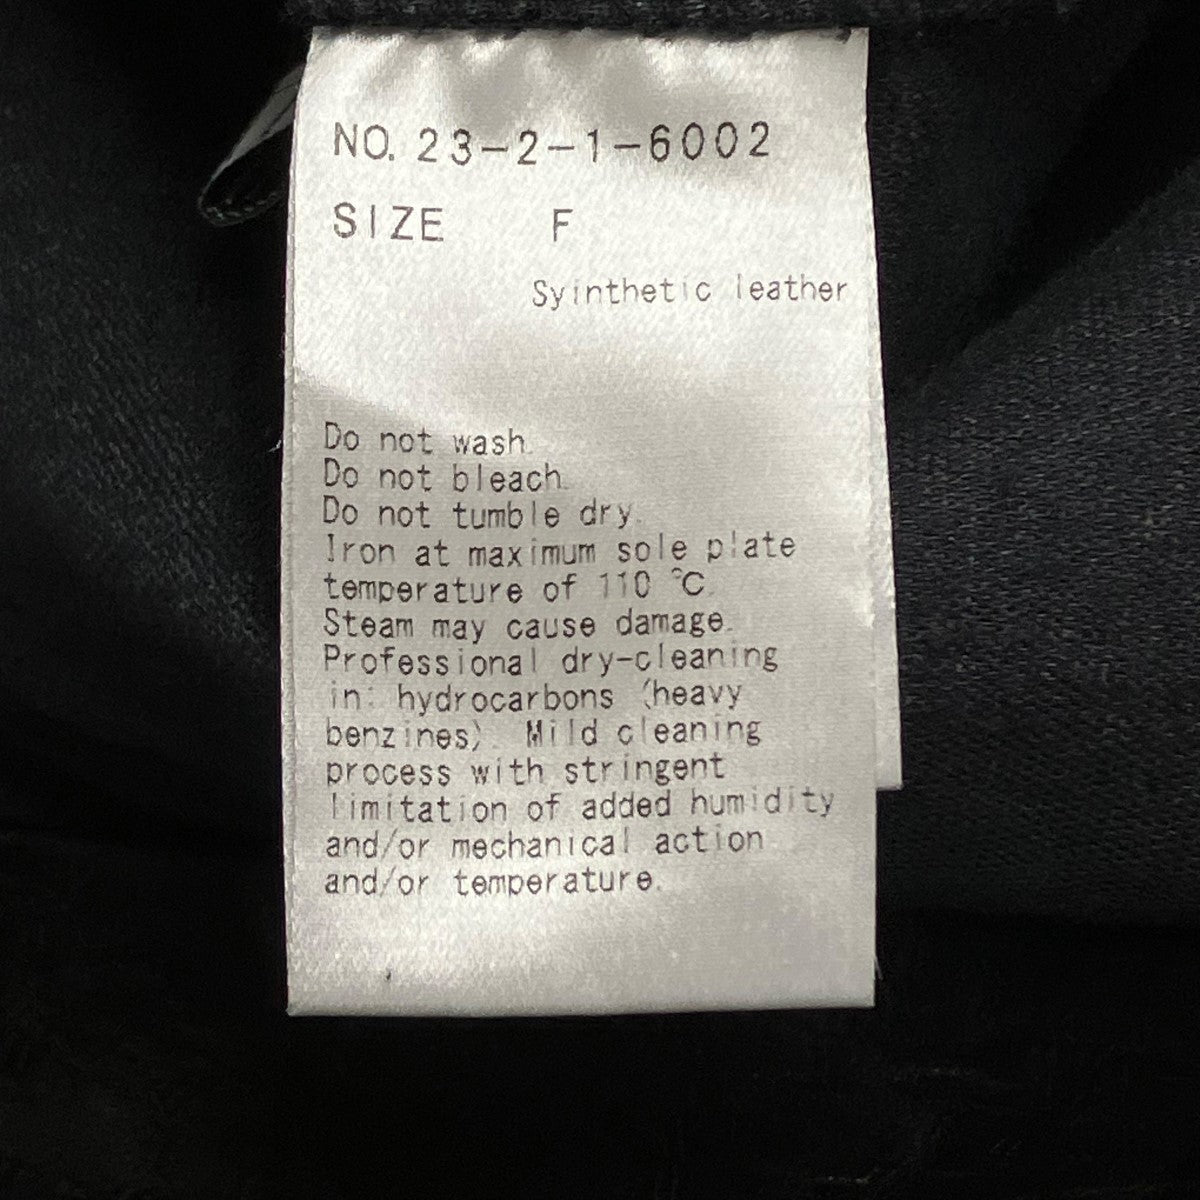 NO. 23-2-1-6002
SIZE F
Syinthetic leather
Do not wash.
Do not bleach.
Do not tumble dry.
Iron at maximum sole plate
temperature of 110 ℃.
Steam may cause damage.
Professional dry-cleaning
in: hydrocarbons (heavy
benzines). Mild cleaning
process with stringent
limitation of added humidity
and/or mechanical action
and/or temperature.